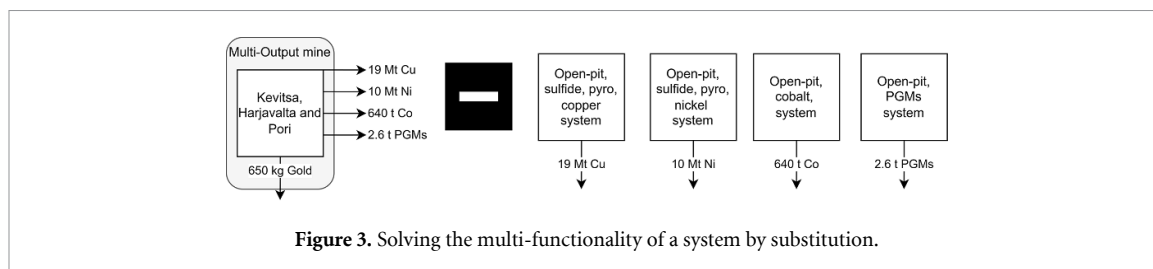 Multi-Output mine
Kevitsa,
Harjavalta and
Pori
19 Mt Cu
10 Mt Ni
640 t Co
2.6 t PGMs
650 kg Gold
Open-pit,
sulfide, pyro,
copper
system
19 Mt Cu
Open-pit,
sulfide, pyro,
nickel
system
10 Mt Ni
Open-pit,
cobalt,
system
640 t Co
Open-pit,
PGMs
system
2.6 t PGMs
Figure 3. Solving the multi-functionality of a system by substitution.